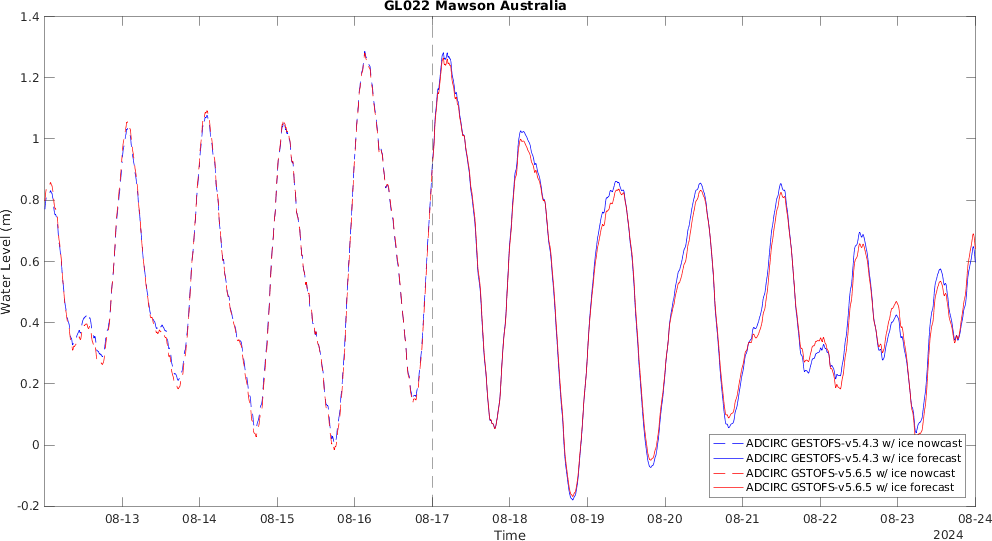 GL022 Mawson Australia
1.4
1.2
1
0.8
0.6
0.4
0.2
0
-0.2
Water Level (m)
08-13 08-14 08-15 08-16 08-17 08-18 08-19 08-20 08-21 08-22 08-23 08-24
Time
2024
ADCIRC GESTOFS-v5.4.3 w/ ice nowcast
ADCIRC GESTOFS-v5.4.3 w/ ice forecast
ADCIRC GSTOFS-v5.6.5 w/ ice nowcast
ADCIRC GSTOFS-v5.6.5 w/ ice forecast